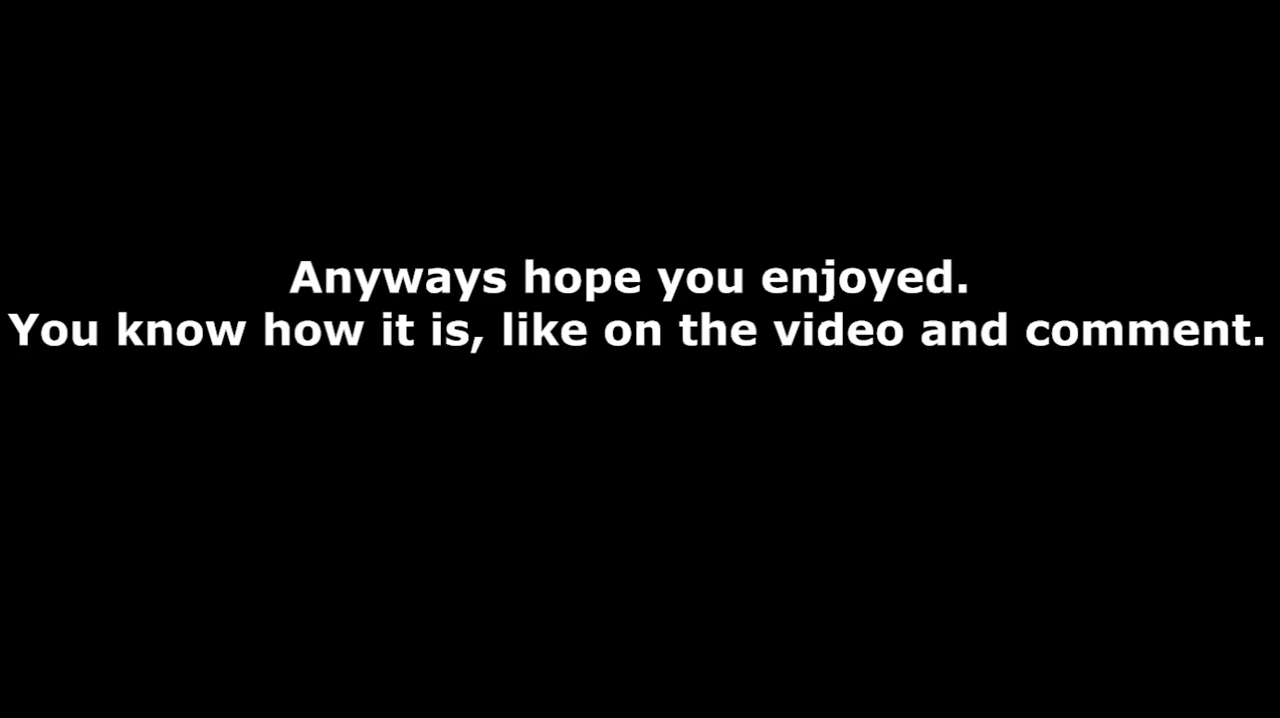 Anyways hope you enjoyed.
You know how it is, like on the video and comment.